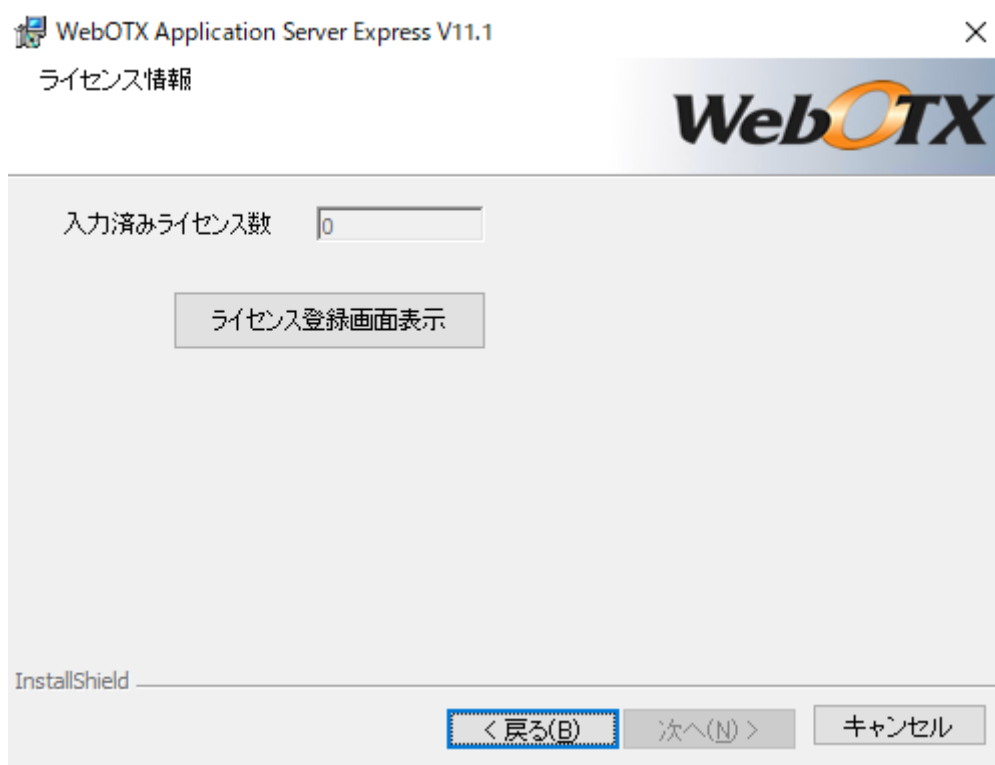 WebOTX Application Server Express V11.1
ライセンス情報
WebOTX
入力済みライセンス数 0
ライセンス登録画面表示
InstallShield
< 戻る(B) 次へ(N) > キャンセル